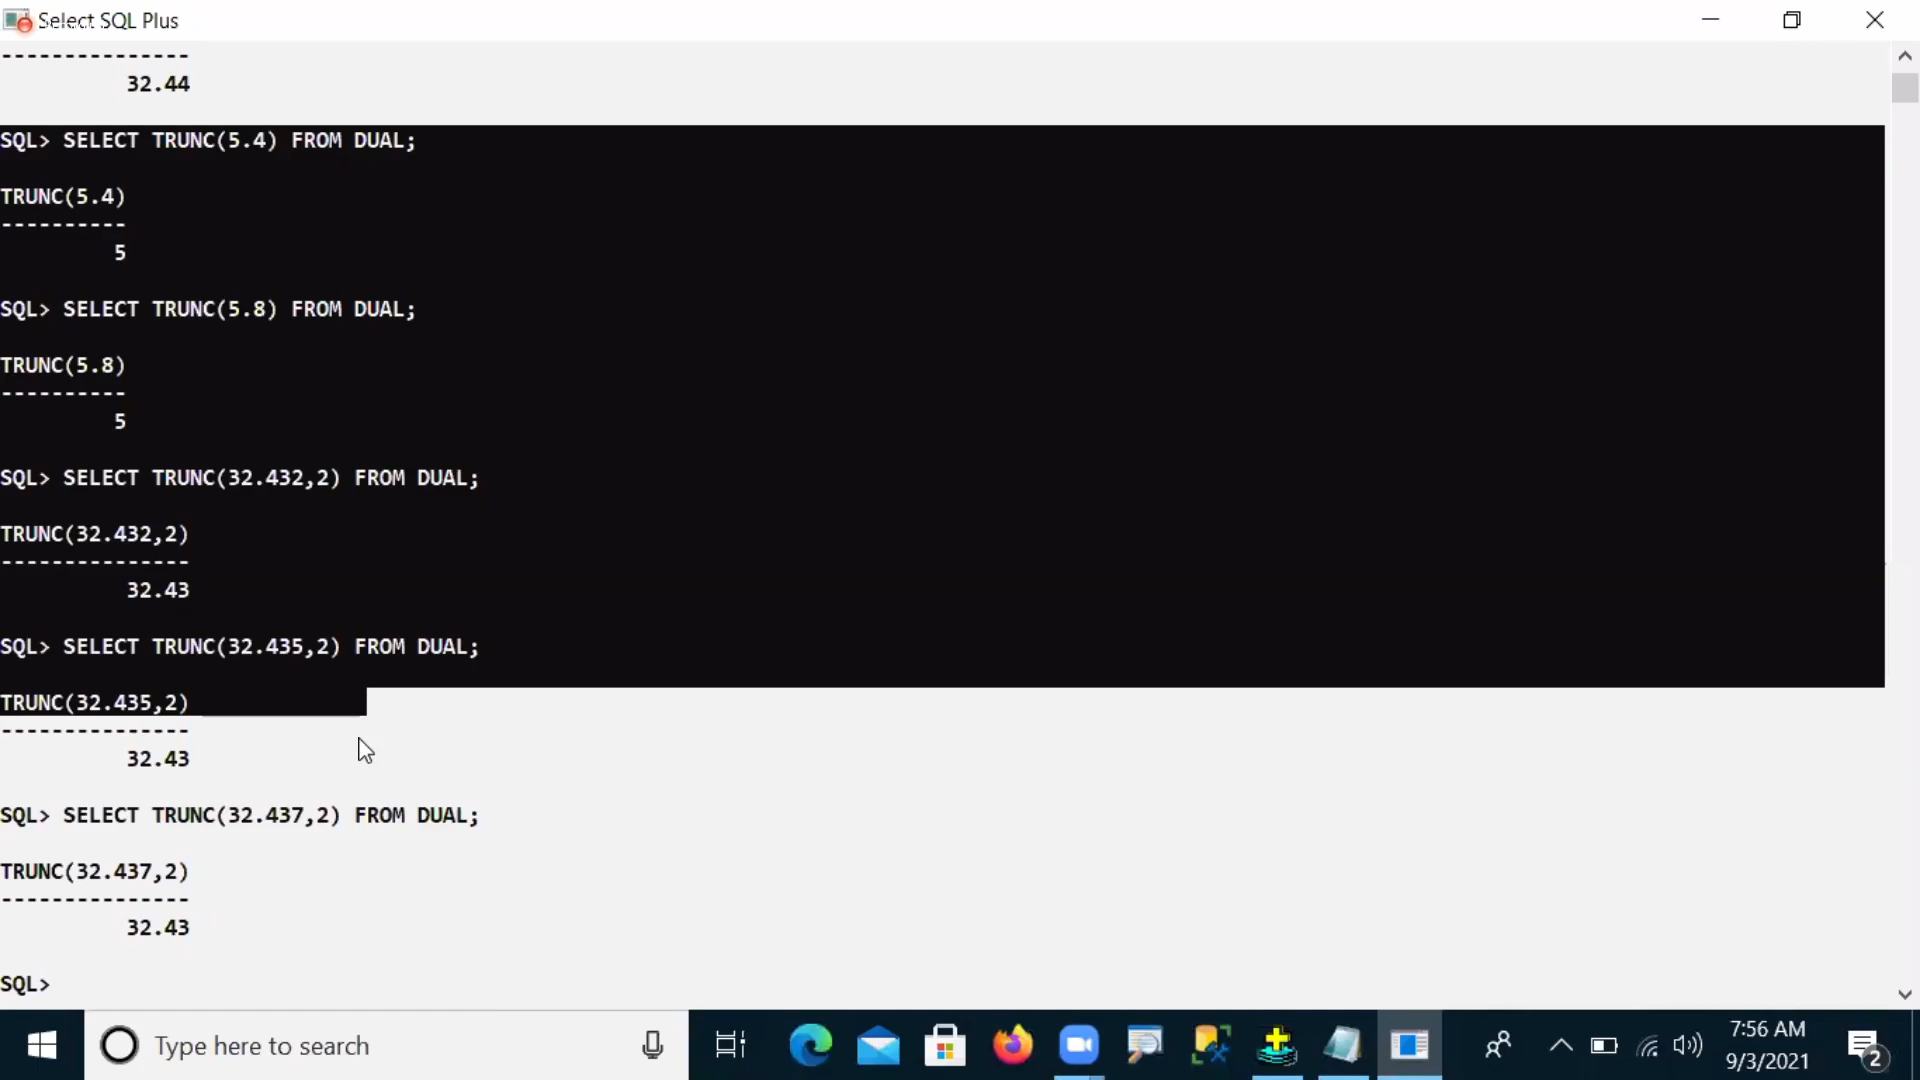 Select SQL Plus
---------------
32.44
SQL> SELECT TRUNC(5.4) FROM DUAL;
TRUNC(5.4)
----------
5
SQL> SELECT TRUNC(5.8) FROM DUAL;
TRUNC(5.8)
----------
5
SQL> SELECT TRUNC(32.432,2) FROM DUAL;
TRUNC(32.432,2)
---------------
32.43
SQL> SELECT TRUNC(32.435,2) FROM DUAL;
TRUNC(32.435,2)
---------------
32.43
SQL> SELECT TRUNC(32.437,2) FROM DUAL;
TRUNC(32.437,2)
---------------
32.43
SQL>
Type here to search
7:56 AM
9/3/2021
2